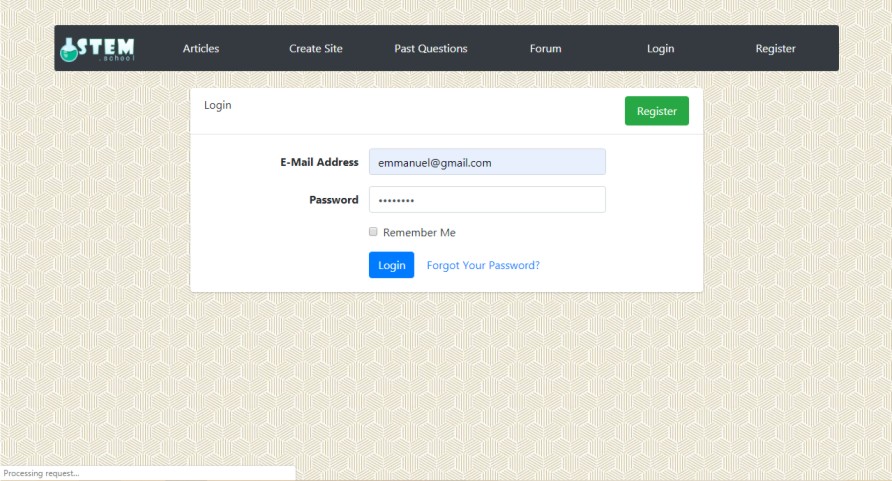 STEM
.school
Articles Create Site Past Questions Forum Login Register
Login Register
E-Mail Address emmanuel@gmail.com
Password ••••••••
Remember Me
Login Forgot Your Password?
Processing request...